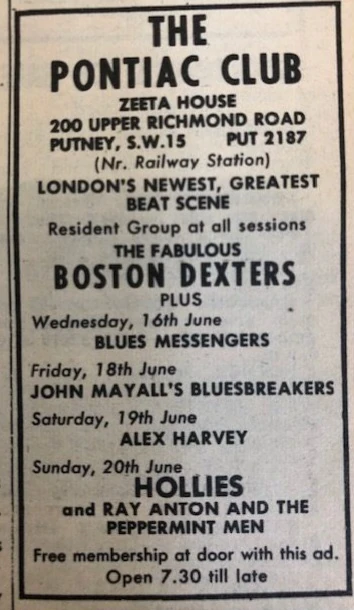 THE
PONTIAC CLUB
ZEETA HOUSE
200 UPPER RICHMOND ROAD
PUTNEY, S.W.15 PUT 2187
(Nr. Railway Station)
LONDON'S NEWEST, GREATEST
BEAT SCENE
Resident Group at all sessions
THE FABULOUS
BOSTON DEXTERS
PLUS
Wednesday, 16th June
BLUES MESSENGERS
Friday, 18th June
JOHN MAYALL'S BLUESBREAKERS
Saturday, 19th June
ALEX HARVEY
Sunday, 20th June
HOLLIES
and RAY ANTON AND THE
PEPPERMINT MEN
Free membership at door with this ad.
Open 7.30 till late